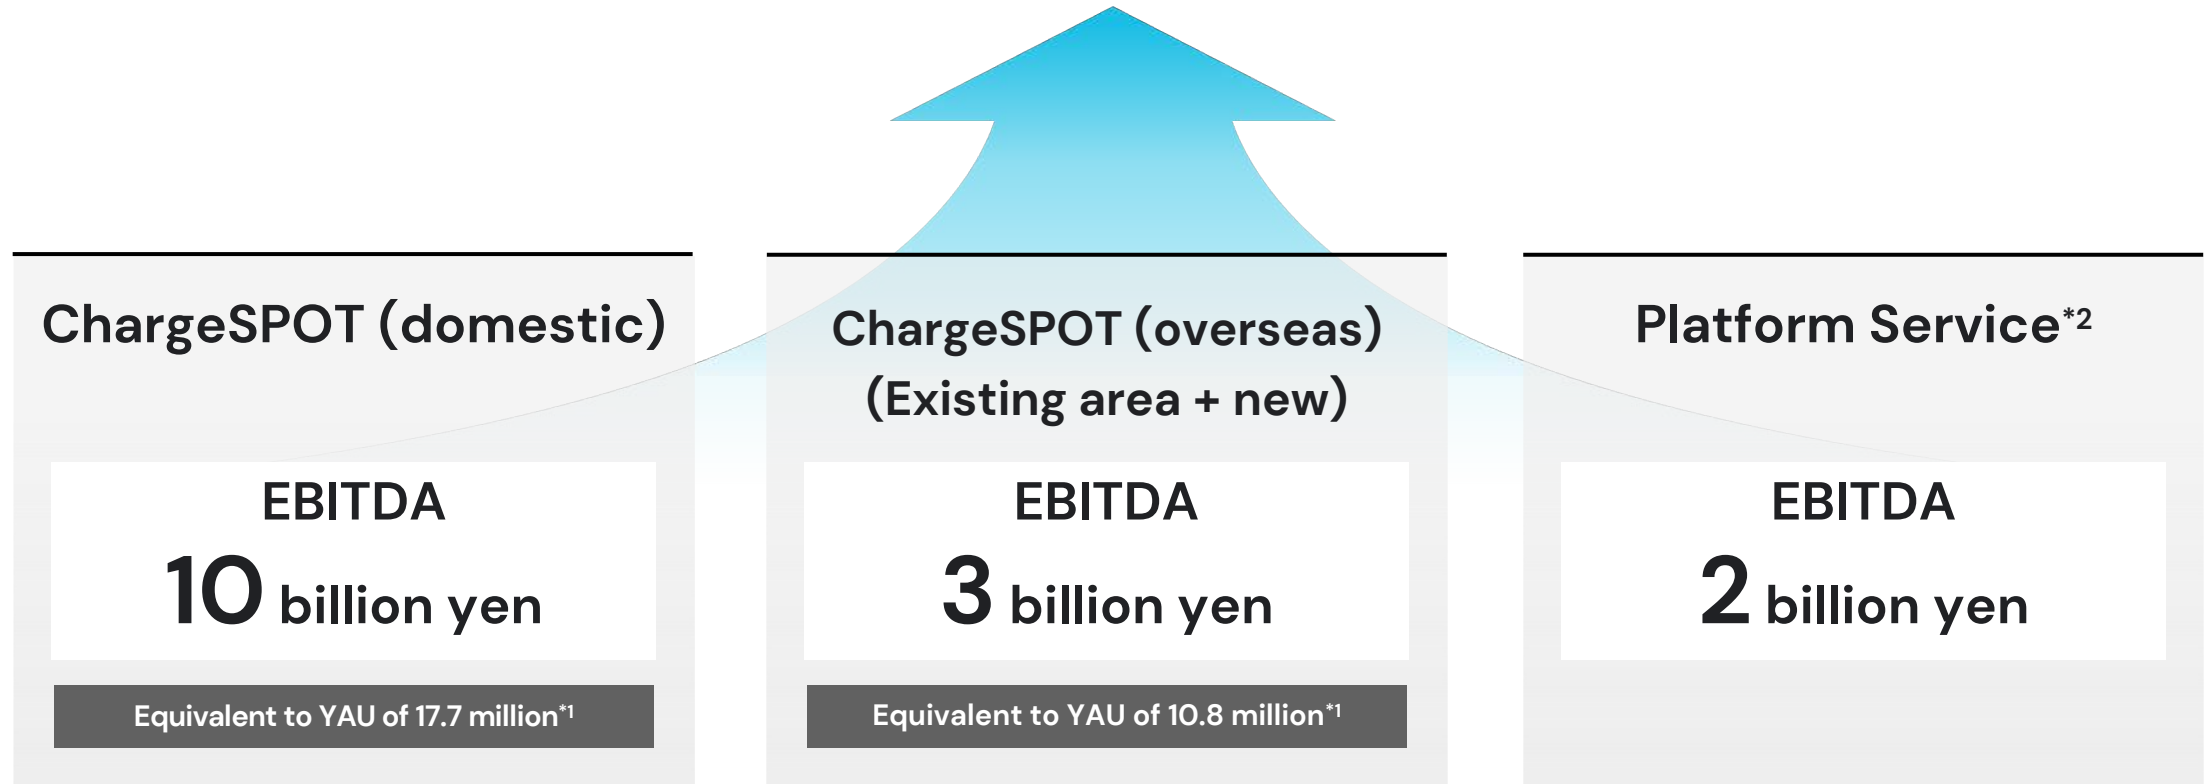 ChargeSPOT (domestic)
EBITDA
10 billion yen
Equivalent to YAU of 17.7 million*1
ChargeSPOT (overseas)
(Existing area + new)
EBITDA
3 billion yen
Equivalent to YAU of 10.8 million*1
Platform Service*2
EBITDA
2 billion yen